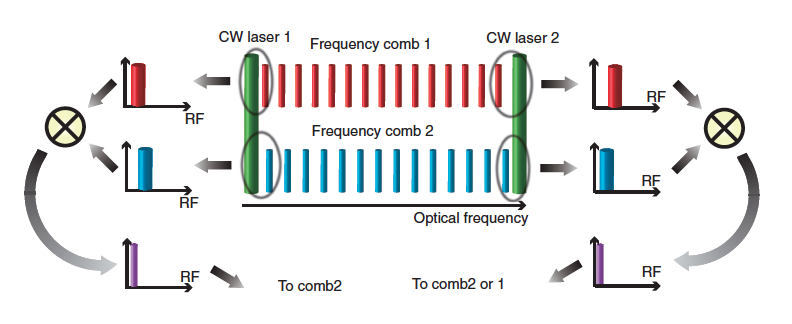 CW laser 1
Frequency comb 1
CW laser 2
RF
RF
Frequency comb 2
RF
RF
Optical frequency
RF
To comb2
To comb2 or 1
RF